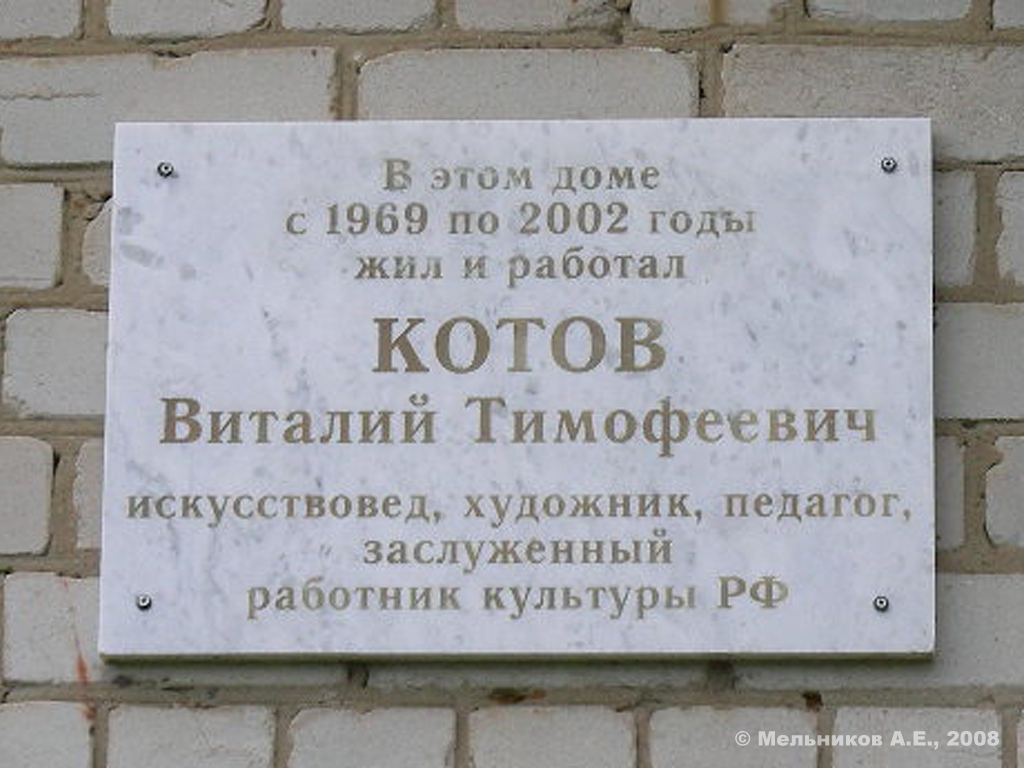 В этом доме
с 1969 по 2002 годы
жил и работал
КОТОВ
Виталий Тимофеевич
искусствовед, художник, педагог,
заслуженный
работник культуры РФ
© Мельников А.Е., 2008